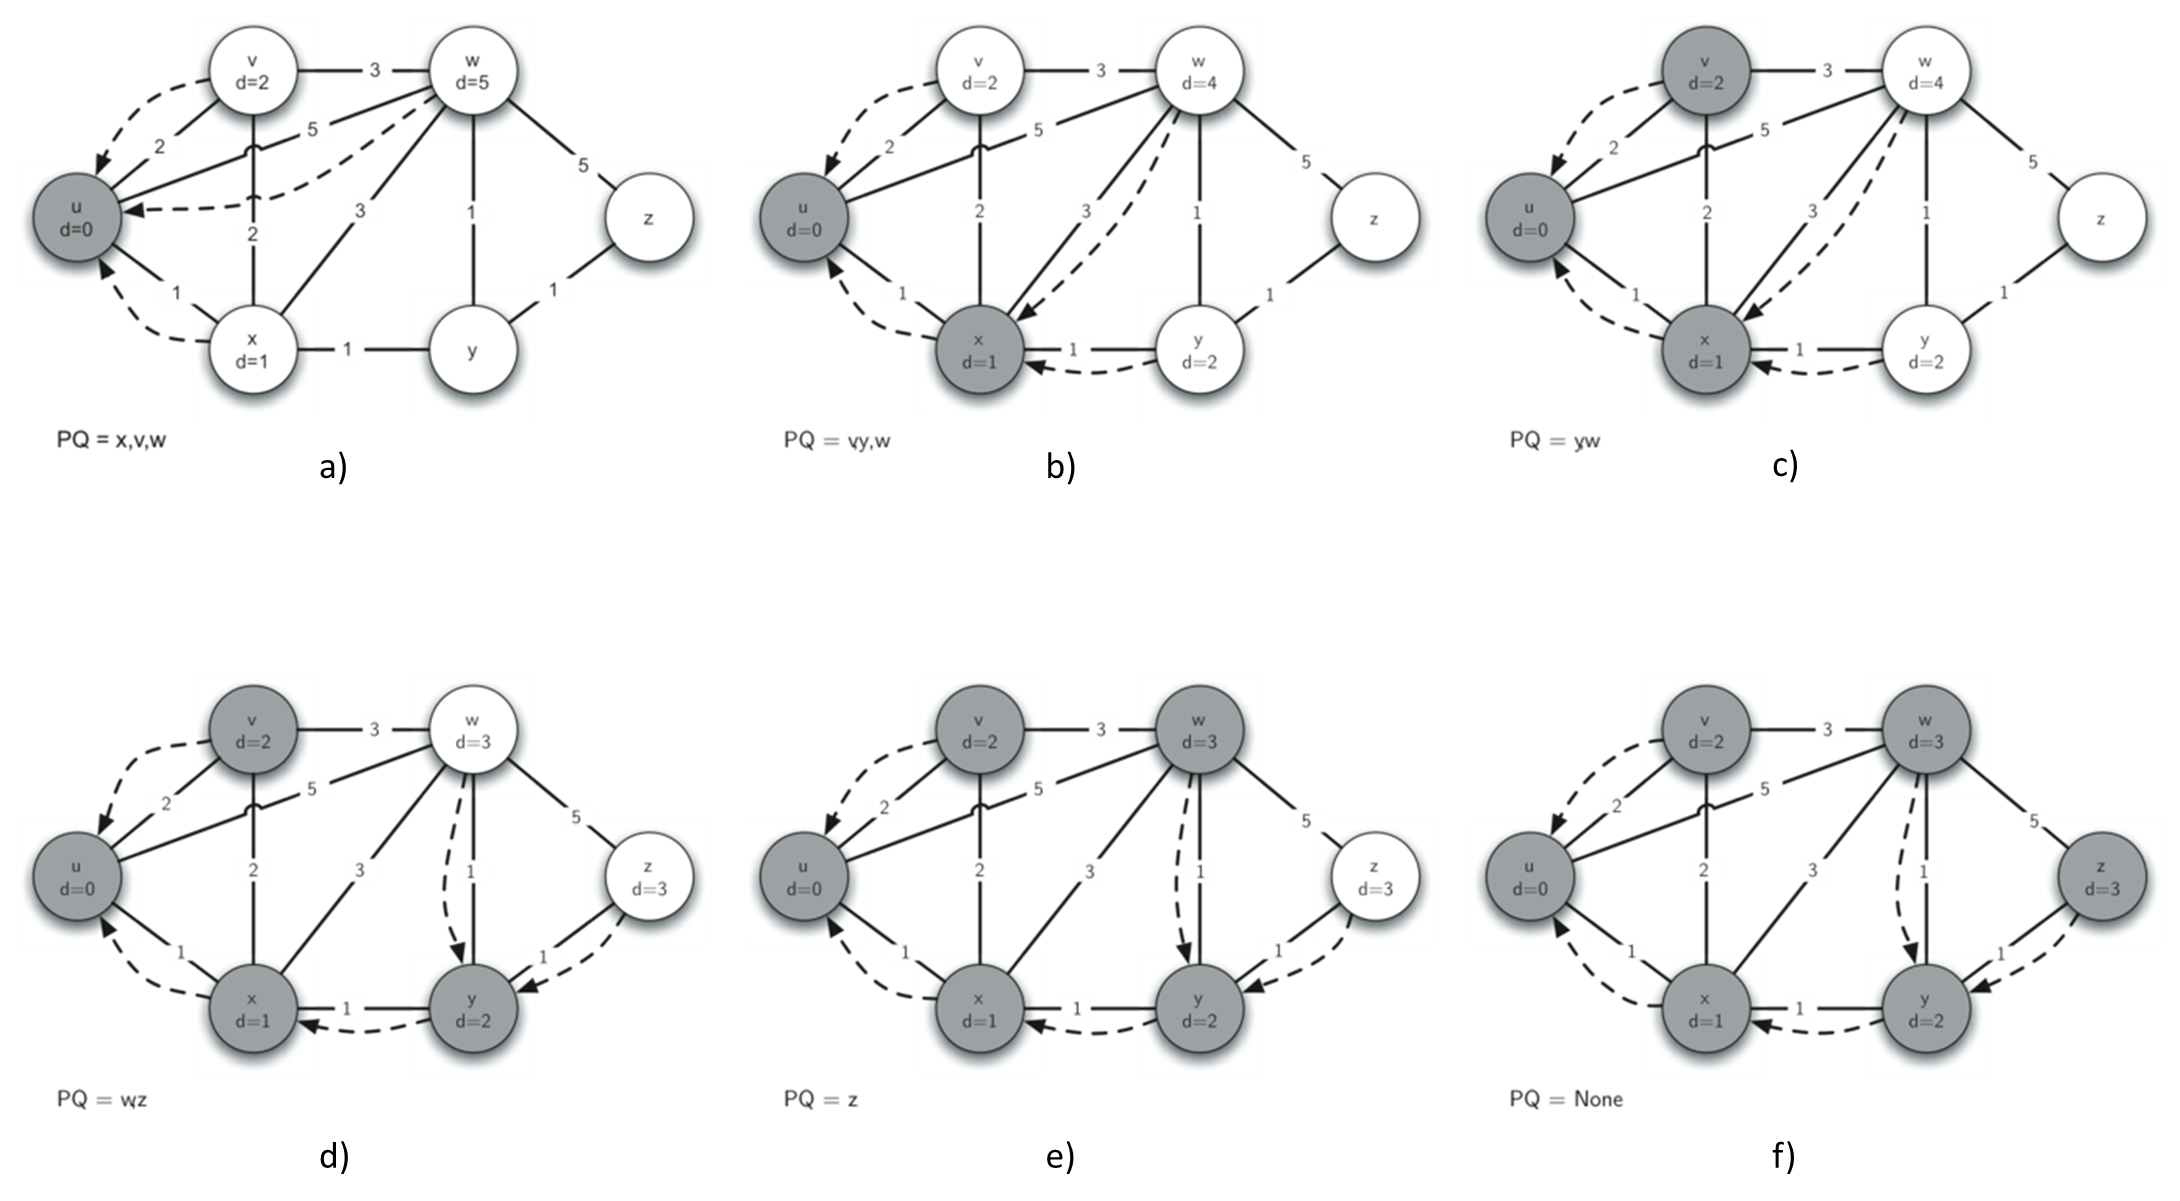 v
d=2
3
w
d=5
5
2
5
u
d=0
3
1
z
2
1
1
x
d=1
1
y
PQ = x,v,w
a)
v
d=2
3
w
d=4
5
2
5
u
d=0
2
3
1
z
1
1
x
d=1
1
y
d=2
PQ = v,y,w
b)
v
d=2
3
w
d=4
5
2
5
u
d=0
2
3
1
z
1
1
x
d=1
1
y
d=2
PQ = y,w
c)
v
d=2
3
w
d=3
5
2
5
u
d=0
2
3
1
z
d=3
1
1
x
d=1
1
y
d=2
PQ = w,z
d)
v
d=2
3
w
d=3
5
2
5
u
d=0
2
3
1
z
d=3
1
1
x
d=1
1
y
d=2
PQ = z
e)
v
d=2
3
w
d=3
5
2
5
u
d=0
2
3
1
z
d=3
1
1
x
d=1
1
y
d=2
PQ = None
f)